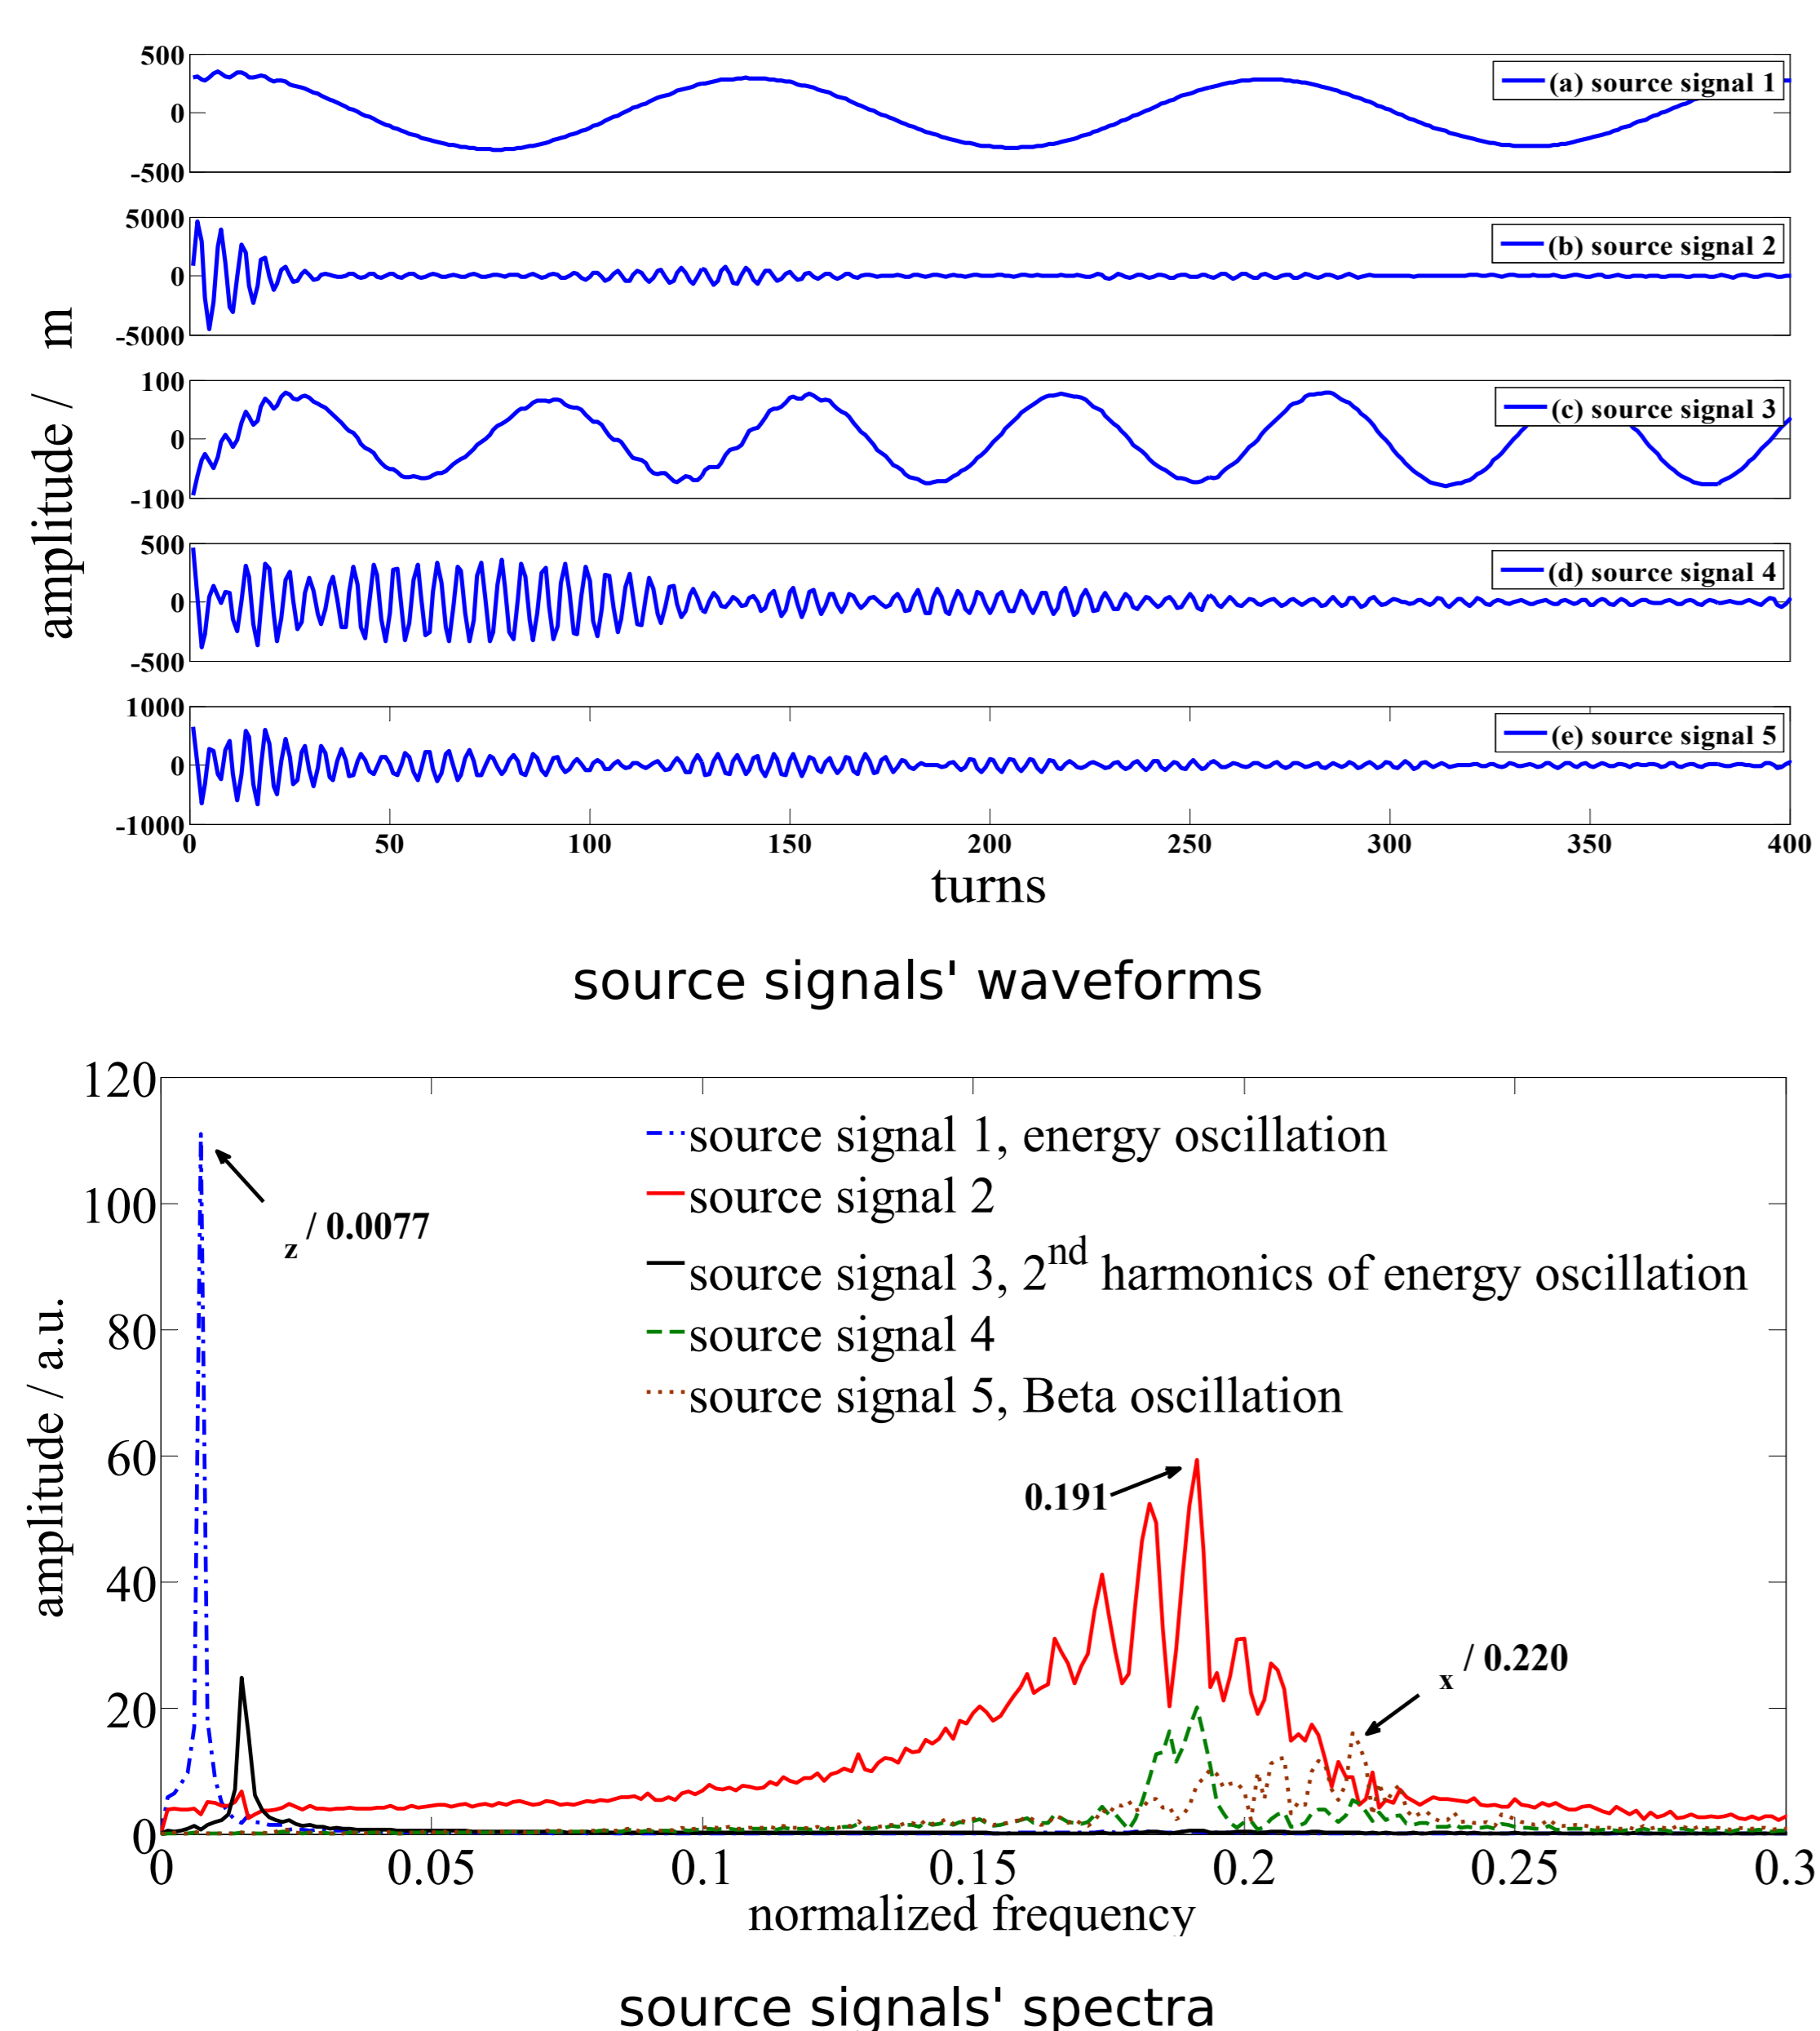 500
0
-500
(a) source signal 1
5000
0
-5000
(b) source signal 2
100
0
-100
(c) source signal 3
500
0
-500
(d) source signal 4
1000
0
-1000
(e) source signal 5
amplitude / m
0 50 100 150 200 250 300 350 400
turns
source signals' waveforms
120
100
80
60
40
20
0
amplitude / a.u.
source signal 1, energy oscillation
source signal 2
source signal 3, 2nd harmonics of energy oscillation
source signal 4
source signal 5, Beta oscillation
z / 0.0077
0.191
x / 0.220
0 0.05 0.1 0.15 0.2 0.25 0.3
normalized frequency
source signals' spectra